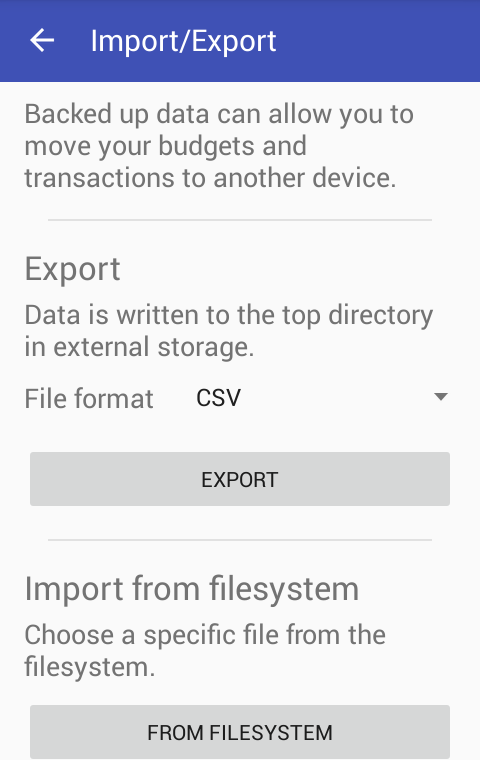 Import/Export
Backed up data can allow you to
move your budgets and
transactions to another device.
Export
Data is written to the top directory
in external storage.
File format CSV
EXPORT
Import from filesystem
Choose a specific file from the
filesystem.
FROM FILESYSTEM